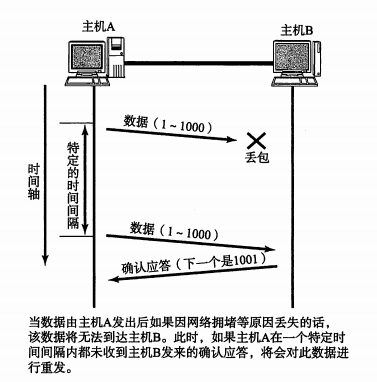 主机A
主机B
数据（1～1000）
丢包
特定的时间间隔
时间轴
数据（1～1000）
确认应答（下一个是1001）
当数据由主机A发出后如果因网络拥堵等原因丢失的话，
该数据将无法到达主机B。此时，如果主机A在一个特定时
间间隔内都未收到主机B发来的确认应答，将会对此数据进
行重发。